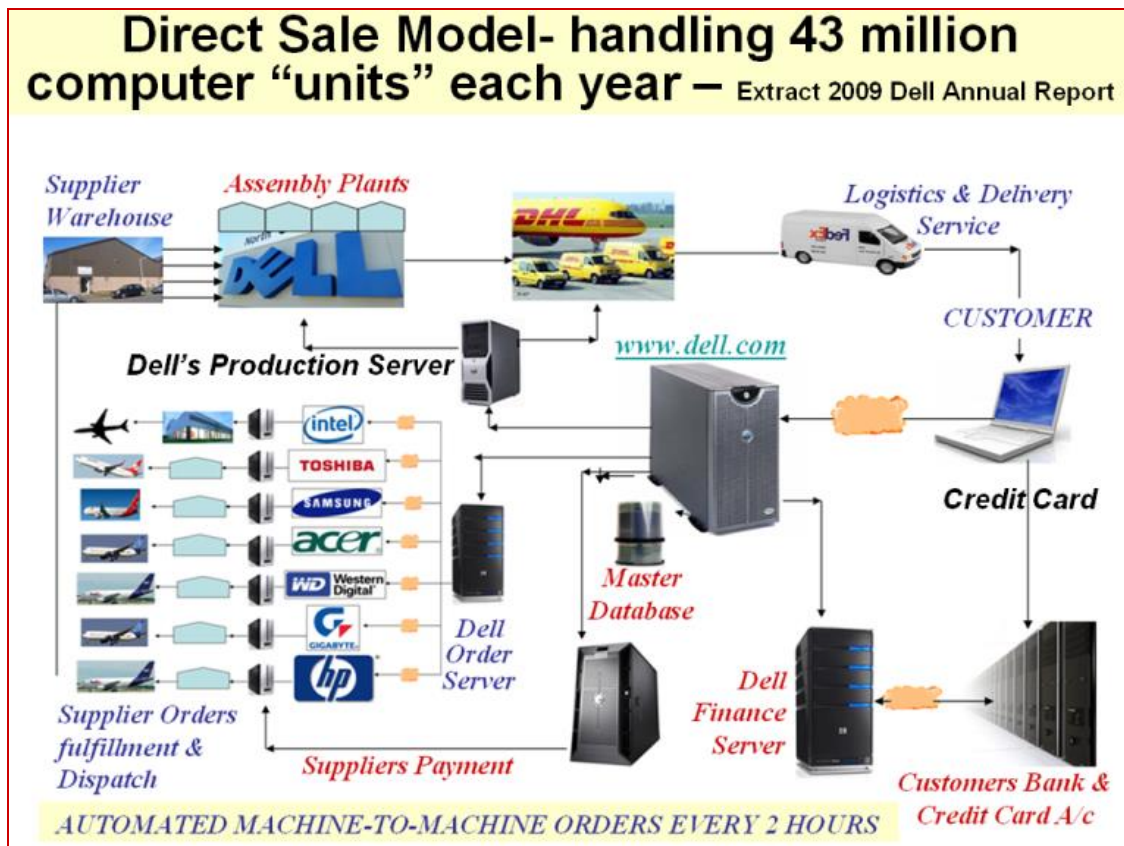 Direct Sale Model- handling 43 million
computer “units” each year – Extract 2009 Dell Annual Report
Supplier
Warehouse
Assembly Plants
North
DELL
DHL
FedEx
Logistics & Delivery
Service
CUSTOMER
Dell's Production Server
www.dell.com
intel
TOSHIBA
SAMSUNG
acer
WD Western
Digital
GIGABYTE
hp
Credit Card
Master
Database
Dell
Order
Server
Dell
Finance
Server
Supplier Orders
fulfillment &
Dispatch
Suppliers Payment
Customers Bank &
Credit Card A/c
AUTOMATED MACHINE-TO-MACHINE ORDERS EVERY 2 HOURS